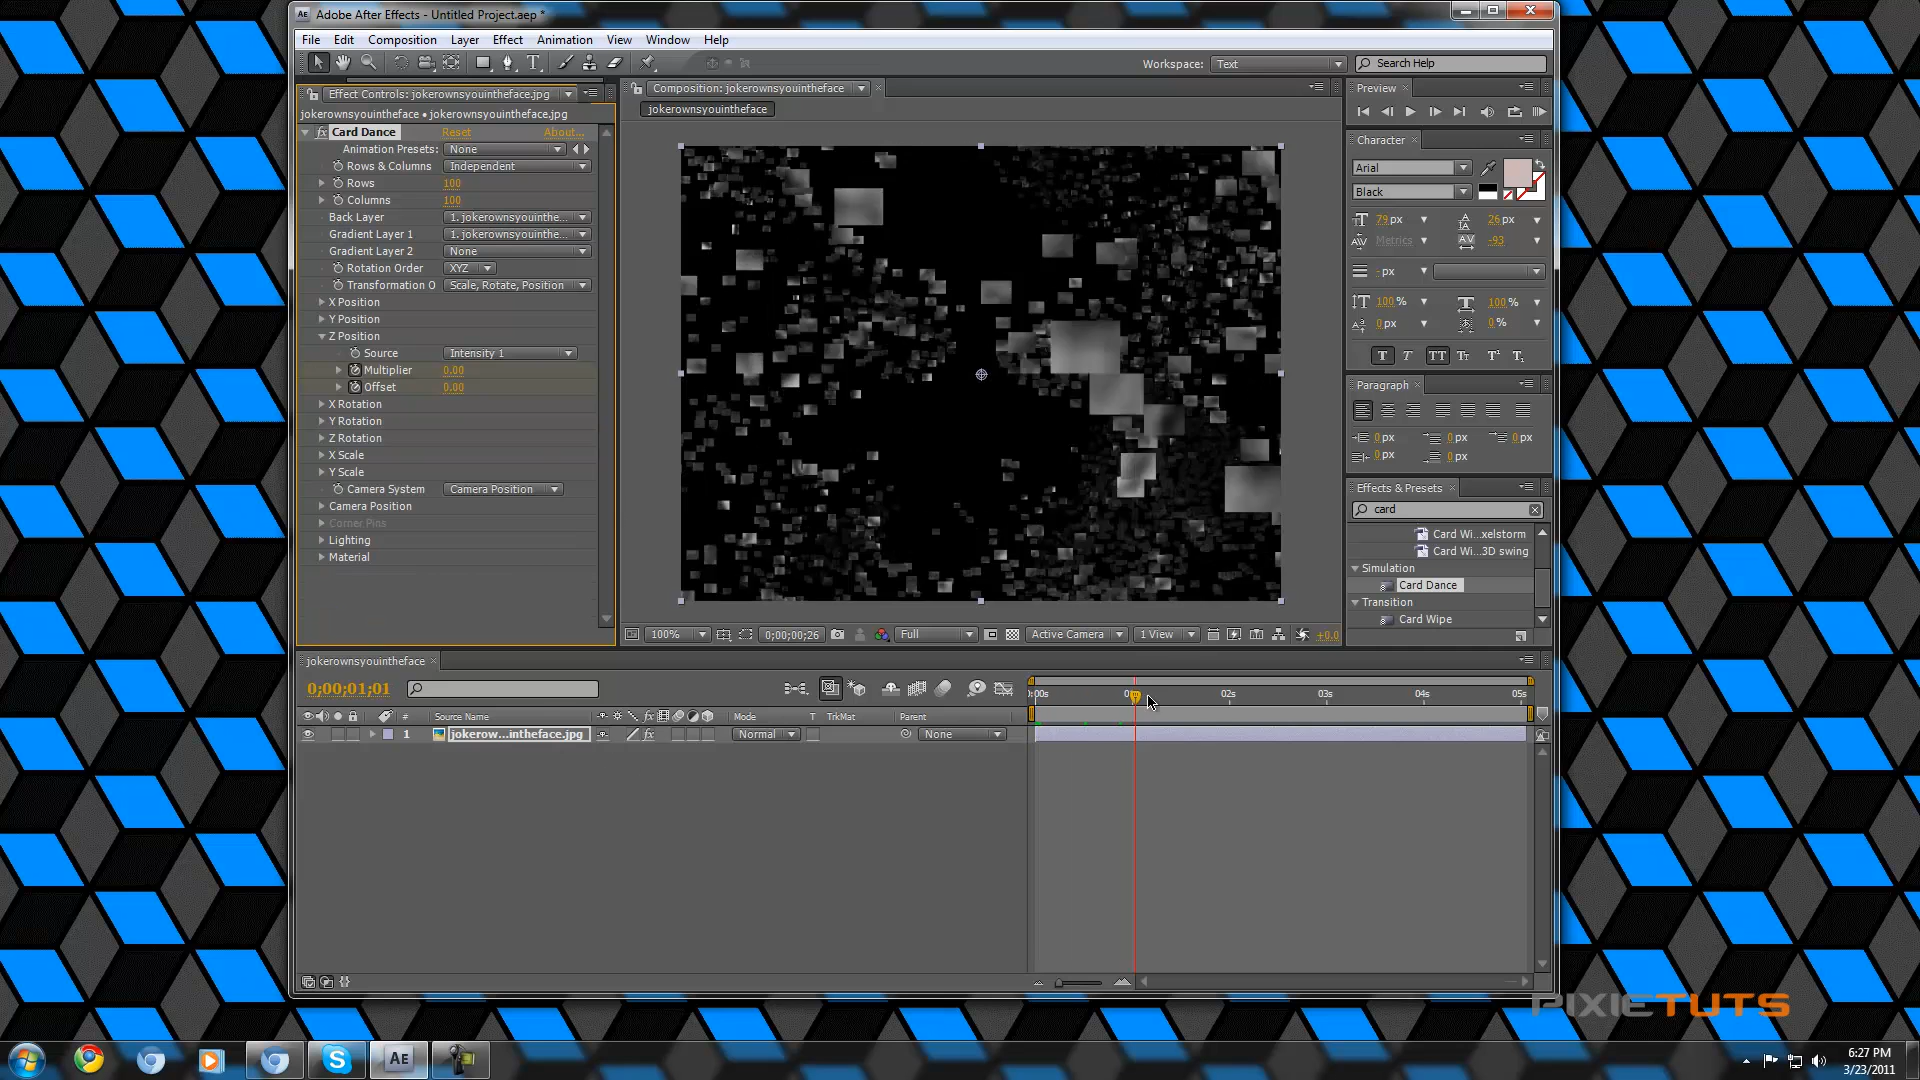 Adobe After Effects - Untitled Project.aep *
File Edit Composition Layer Effect Animation View Window Help
Workspace: Text Search Help
Effect Controls: jokerownsyouintheface.jpg
jokerownsyouintheface • jokerownsyouintheface.jpg
Card Dance Reset About...
Animation Presets: None
Rows & Columns Independent
Rows 100
Columns 100
Back Layer 1. jokerownsyouinthe...
Gradient Layer 1 1. jokerownsyouinthe...
Gradient Layer 2 None
Rotation Order XYZ
Transformation O Scale, Rotate, Position
X Position
Y Position
Z Position
Source Intensity 1
Multiplier 0.00
Offset 0.00
X Rotation
Y Rotation
Z Rotation
X Scale
Y Scale
Camera System Camera Position
Camera Position
Corner Pins
Lighting
Material
Composition: jokerownsyouintheface
jokerownsyouintheface
100% 0;00;00;26 Full Active Camera 1 View +0.0
Preview
Character
Arial
Black
79 px 26 px
Metrics -93
- px
100 % 100 %
0 px 0 %
T T TT Tt T¹ T₁
Paragraph
0 px 0 px 0 px
0 px 0 px
Effects & Presets
card
Card Wi...xelstorm
Card Wi...3D swing
Simulation
Card Dance
Transition
Card Wipe
jokerownsyouintheface
0;00;01;01
0:00s 02s 03s 04s 05s
# Source Name Mode T TrkMat Parent
1 jokerow...intheface.jpg Normal None
PIXIETUTS
AE
6:27 PM
3/23/2011